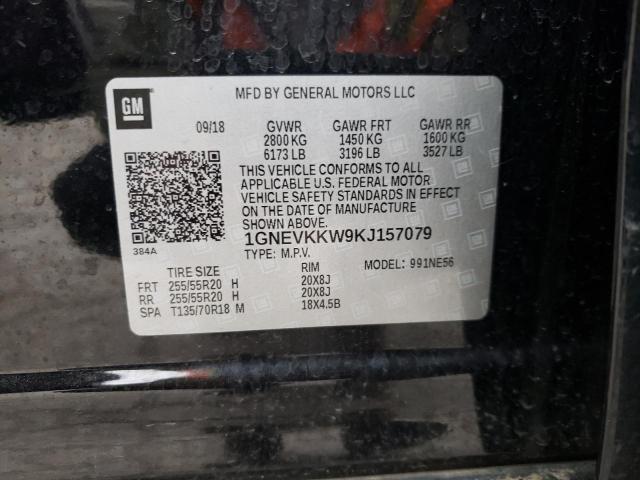 GM
MFD BY GENERAL MOTORS LLC
09/18 GVWR GAWR FRT GAWR RR
2800 KG 1450 KG 1600 KG
6173 LB 3196 LB 3527 LB
THIS VEHICLE CONFORMS TO ALL
APPLICABLE U.S. FEDERAL MOTOR
VEHICLE SAFETY STANDARDS IN EFFECT
ON THE DATE OF MANUFACTURE
SHOWN ABOVE.
384A
1GNEVKKW9KJ157079
TYPE: M.P.V. MODEL: 991NE56
TIRE SIZE RIM
FRT 255/55R20 H 20X8J
RR 255/55R20 H 20X8J
SPA T135/70R18 M 18X4.5B